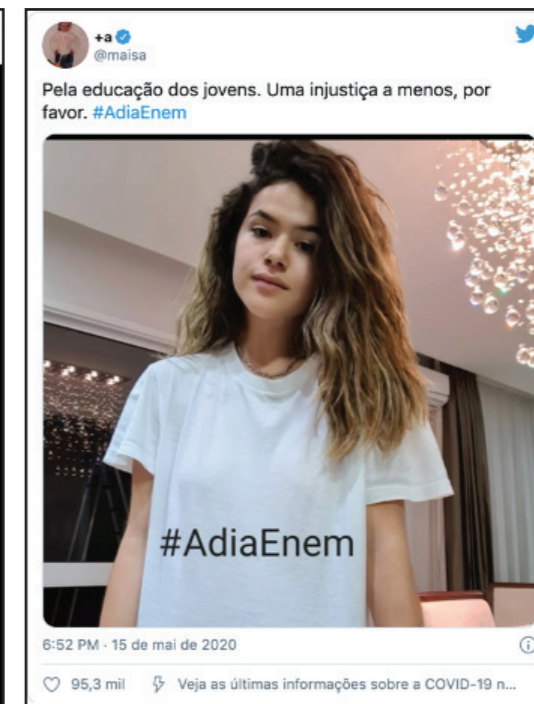 +a
@maisa
Pela educação dos jovens. Uma injustiça a menos, por
favor. #AdiaEnem
#AdiaEnem
6:52 PM · 15 de mai de 2020
95,3 mil
Veja as últimas informações sobre a COVID-19 n...